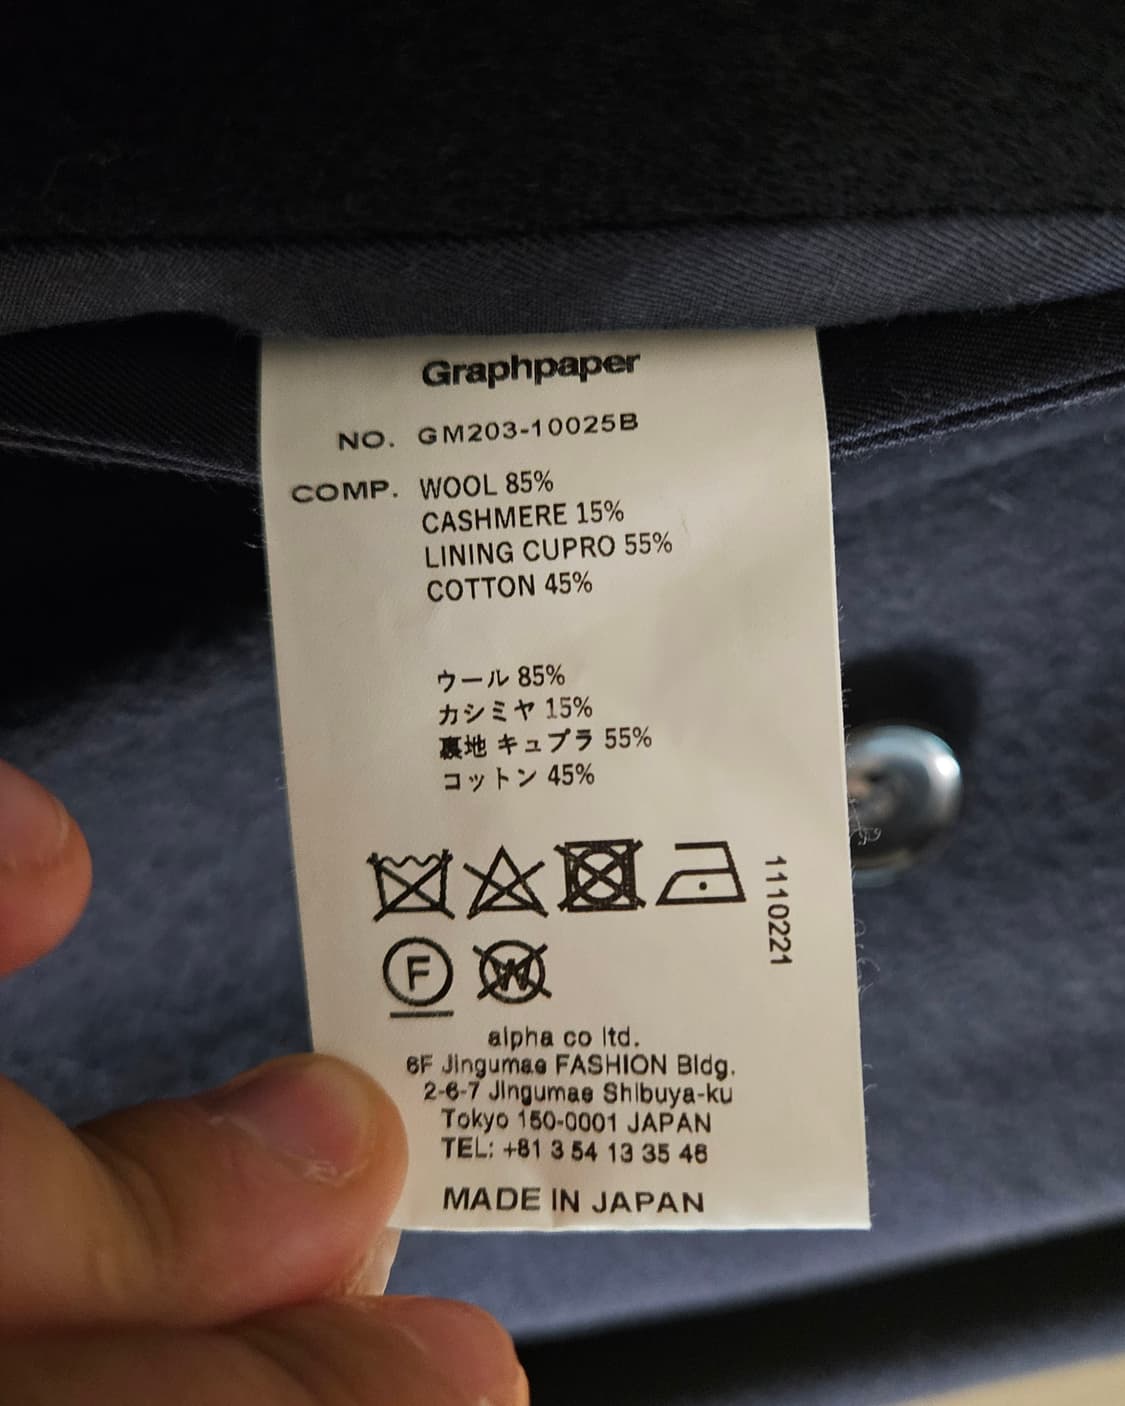 Graphpaper
NO. GM203-10025B
COMP. WOOL 85%
CASHMERE 15%
LINING CUPRO 55%
COTTON 45%
ウール 85%
カシミヤ 15%
裏地 キュプラ 55%
コットン 45%
1110221
F W
alpha co ltd.
6F Jingumae FASHION Bldg.
2-6-7 Jingumae Shibuya-ku
Tokyo 150-0001 JAPAN
TEL: +81 3 54 13 35 46
MADE IN JAPAN